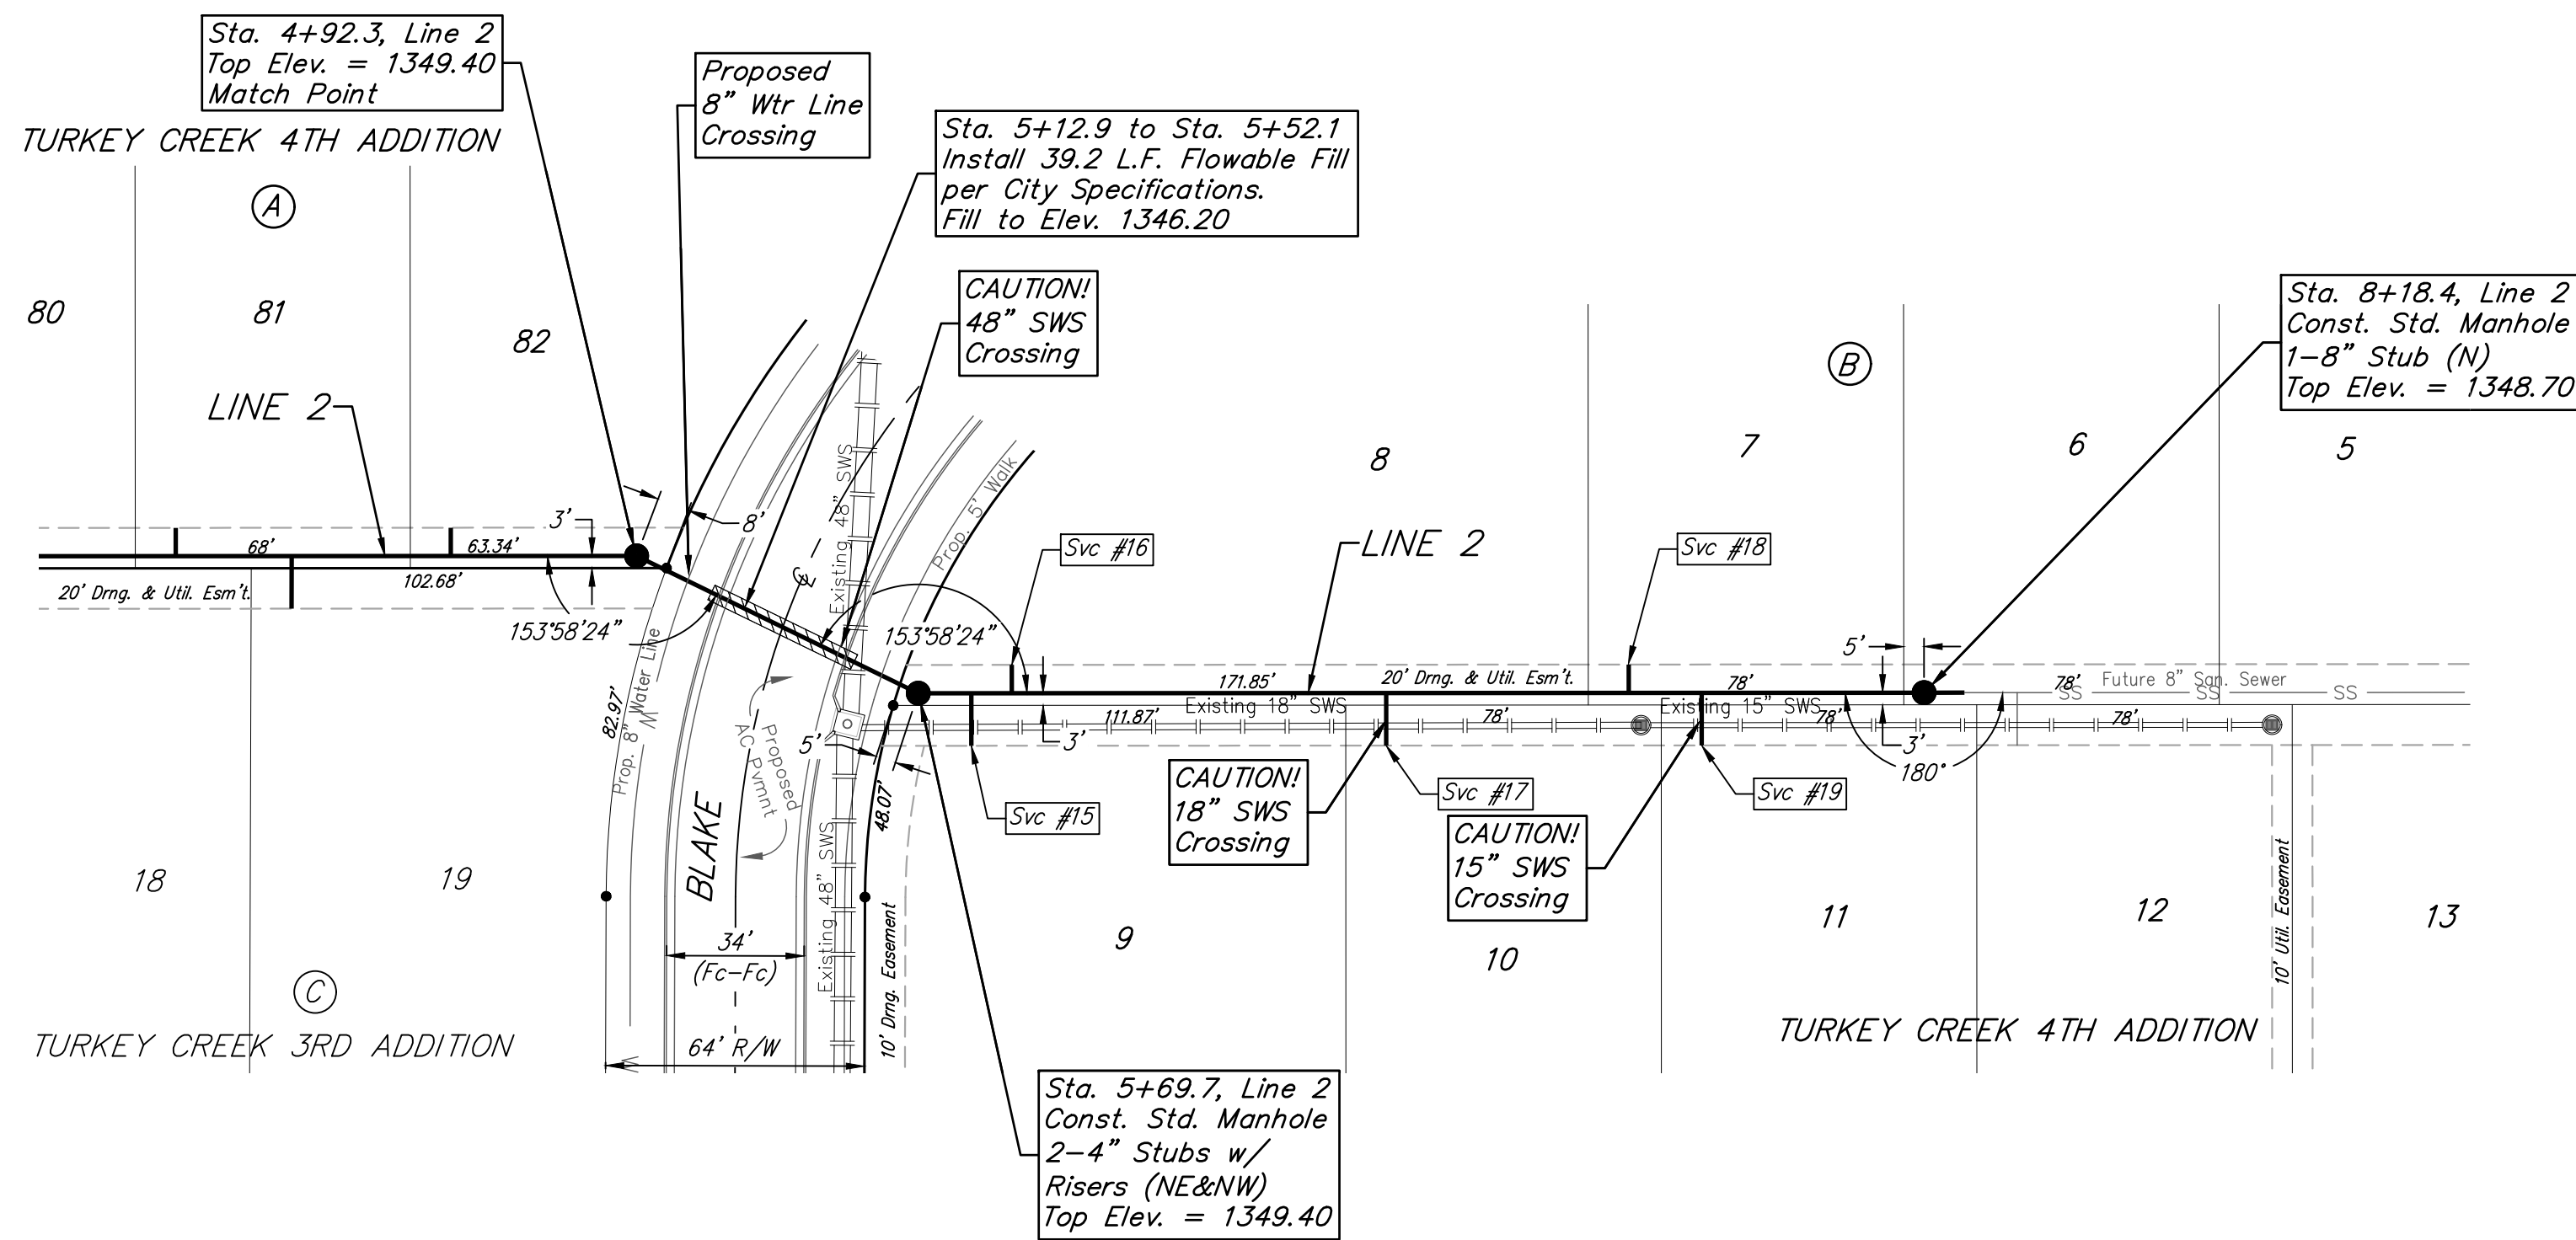 Sta. 4+92.3, Line 2
Top Elev. = 1349.40
Match Point
TURKEY CREEK 4TH ADDITION
Proposed
8" Wtr Line
Crossing
Sta. 5+12.9 to Sta. 5+52.1
Install 39.2 L.F. Flowable Fill
per City Specifications.
Fill to Elev. 1346.20
CAUTION!
48" SWS
Crossing
Sta. 8+18.4, Line 2
Const. Std. Manhole
1-8" Stub (N)
Top Elev. = 1348.70
A
80
81
82
LINE 2
B
8
7
6
5
3'
8'
68'
63.34'
102.68'
20' Drng. & Util. Esm't.
153°58'24"
Existing 48" SWS
℄
Prop. 5' Walk
153°58'24"
Svc #16
LINE 2
Svc #18
5'
171.85'
20' Drng. & Util. Esm't.
78'
78'
Future 8" San. Sewer
SS
SS
SS
Existing 18" SWS
Existing 15" SWS
111.87'
78'
78'
78'
3'
3'
180°
5'
82.97'
Prop. 8" Water Line
W
Proposed
AC Pvmnt
48.07'
BLAKE
Svc #15
CAUTION!
18" SWS
Crossing
Svc #17
CAUTION!
15" SWS
Crossing
Svc #19
Existing 48" SWS
10' Drng. Easement
10' Util. Easement
18
19
9
10
11
12
13
34'
(Fc-Fc)
C
TURKEY CREEK 3RD ADDITION
W
64' R/W
TURKEY CREEK 4TH ADDITION
Sta. 5+69.7, Line 2
Const. Std. Manhole
2-4" Stubs w/
Risers (NE&NW)
Top Elev. = 1349.40